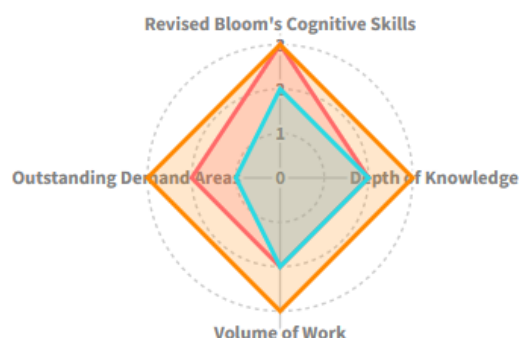 Revised Bloom's Cognitive Skills
3
2
1
Outstanding Demand Areas
0
Depth of Knowledge
Volume of Work